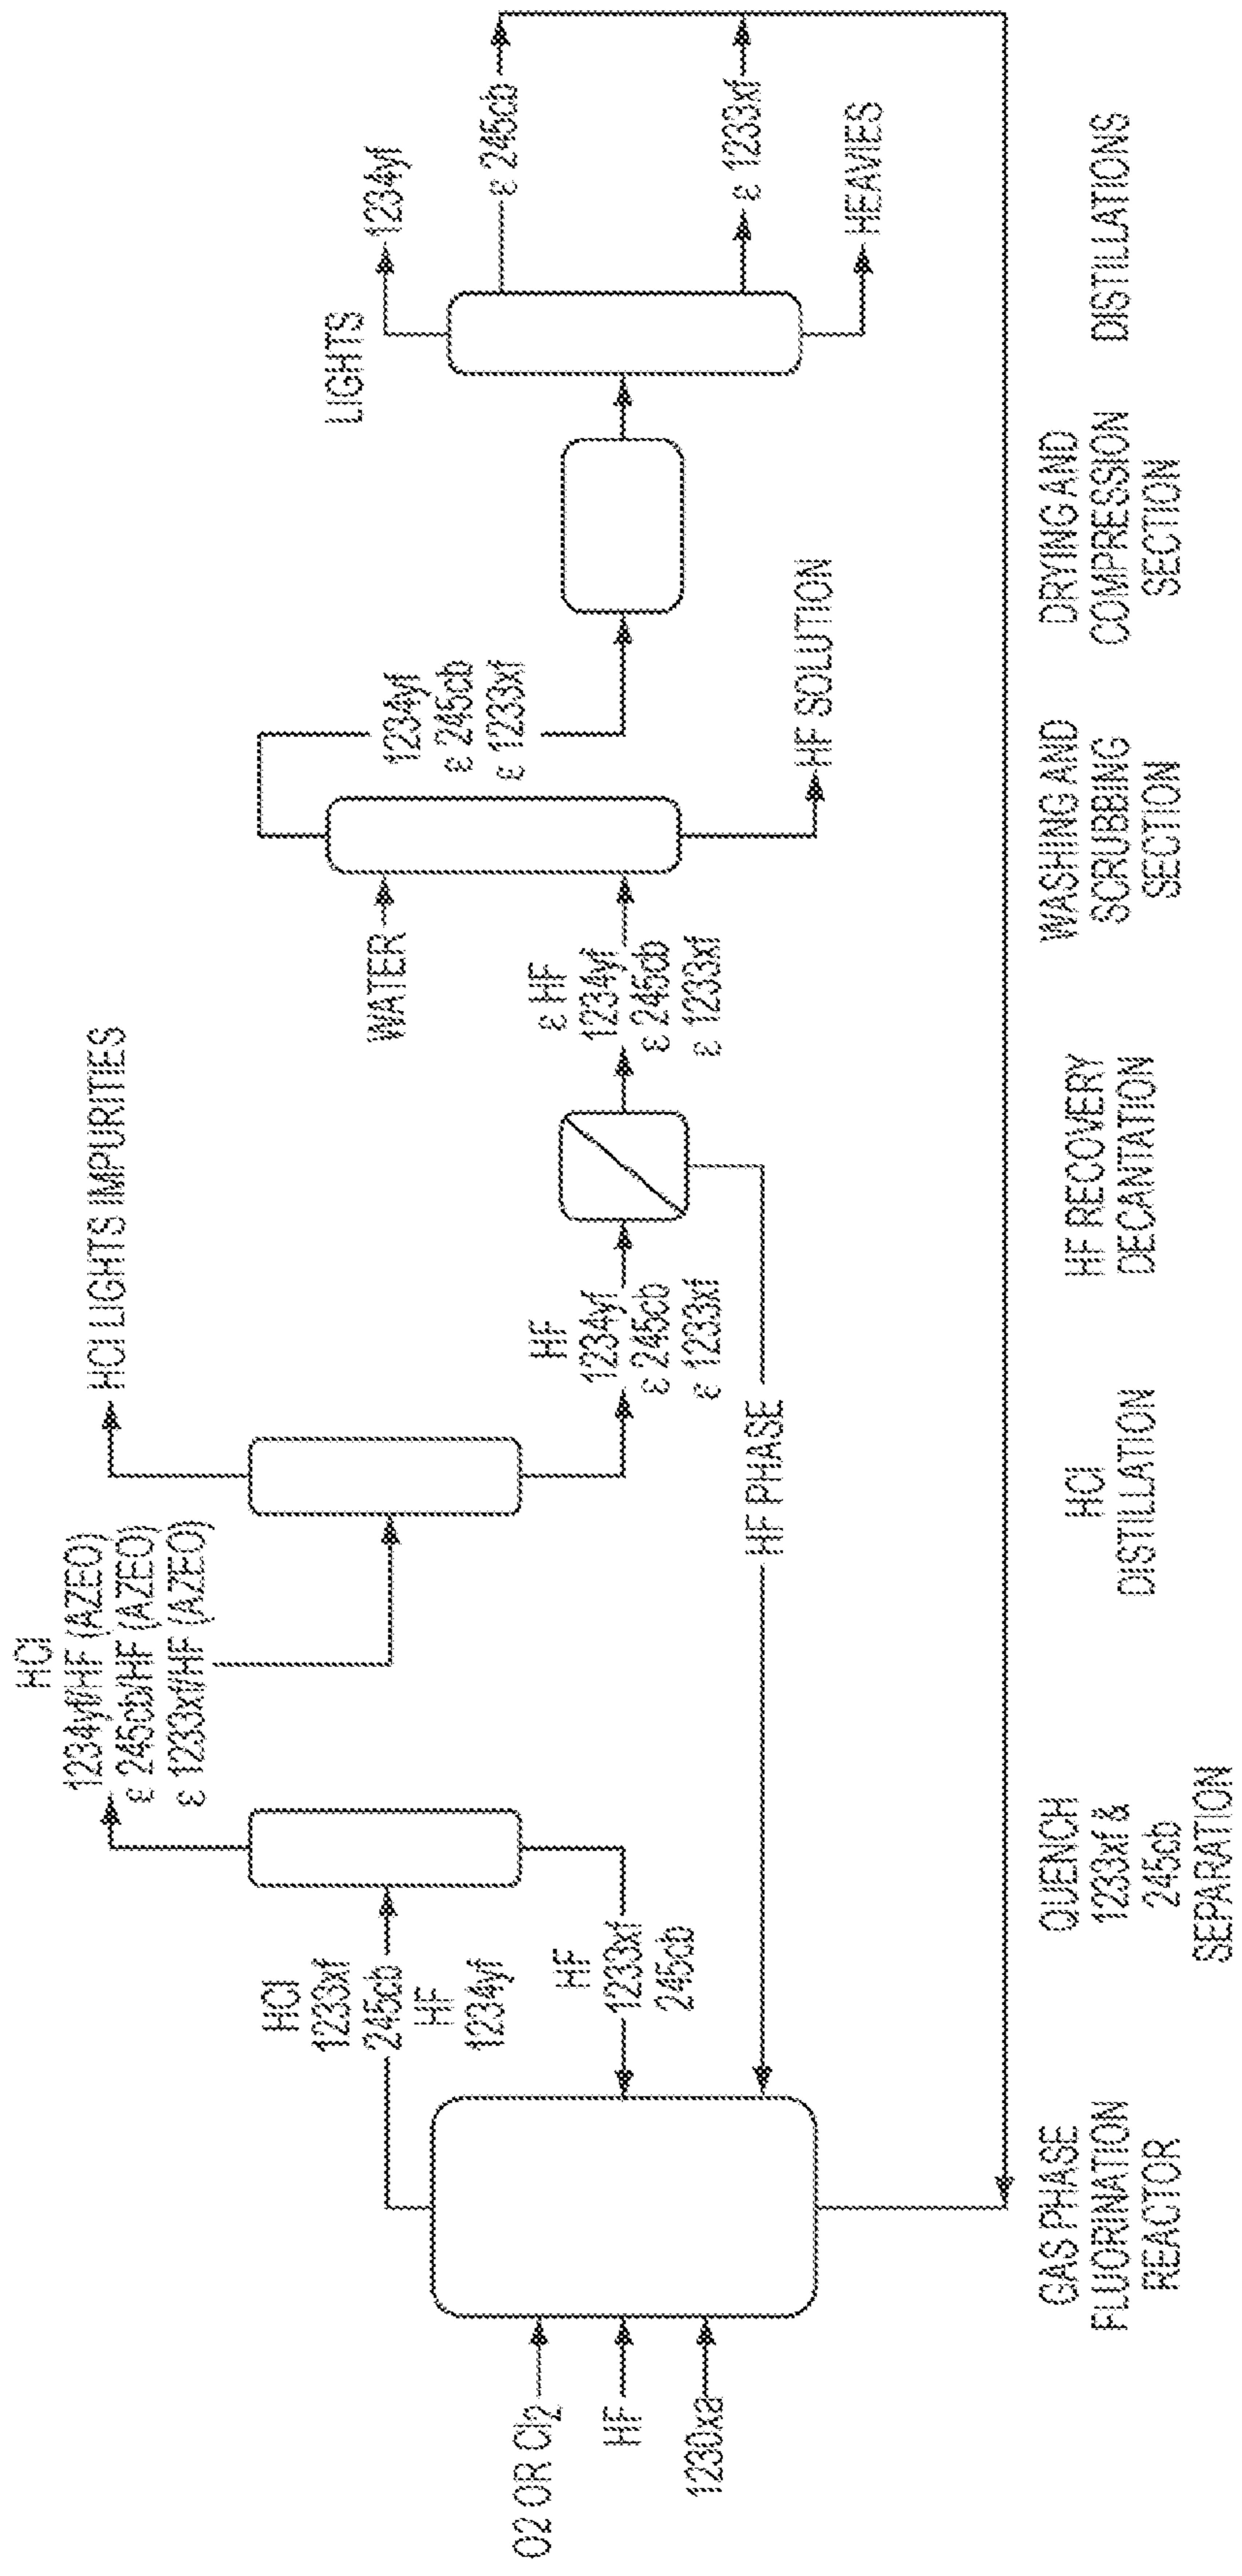 O2 OR Cl2
HF
1230xa
HCl
1233xf
245cb
HF
1234yf
HF
1233xf
245cb
HCl
1234yf/HF (AZEO)
ε 245cb/HF (AZEO)
ε 1233xf/HF (AZEO)
HCl LIGHTS IMPURITIES
HF
1234yf
ε 245cb
ε 1233xf
HF PHASE
ε HF
1234yf
ε 245cb
ε 1233xf
WATER
1234yf
ε 245cb
ε 1233xf
HF SOLUTION
LIGHTS
1234yf
ε 245cb
ε 1233xf
HEAVIES
GAS PHASE
FLUORINATION
REACTOR
QUENCH
1233xf &
245cb
SEPARATION
HCl
DISTILLATION
HF RECOVERY
DECANTATION
WASHING AND
SCRUBBING
SECTION
DRYING AND
COMPRESSION
SECTION
DISTILLATIONS